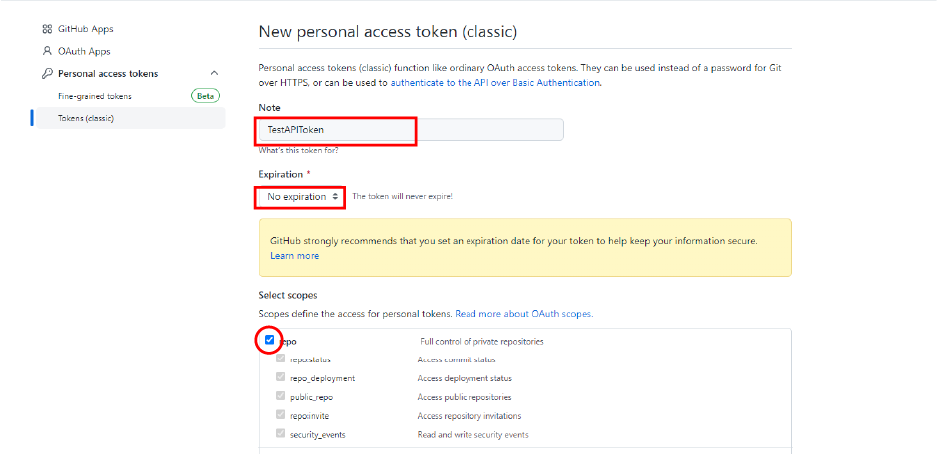 GitHub Apps
OAuth Apps
Personal access tokens
Fine-grained tokens Beta
Tokens (classic)
New personal access token (classic)
Personal access tokens (classic) function like ordinary OAuth access tokens. They can be used instead of a password for Git
over HTTPS, or can be used to authenticate to the API over Basic Authentication.
Note
TestAPIToken
What's this token for?
Expiration *
No expiration The token will never expire!
GitHub strongly recommends that you set an expiration date for your token to help keep your information secure.
Learn more
Select scopes
Scopes define the access for personal tokens. Read more about OAuth scopes.
repo Full control of private repositories
repo:status Access commit status
repo_deployment Access deployment status
public_repo Access public repositories
repo:invite Access repository invitations
security_events Read and write security events